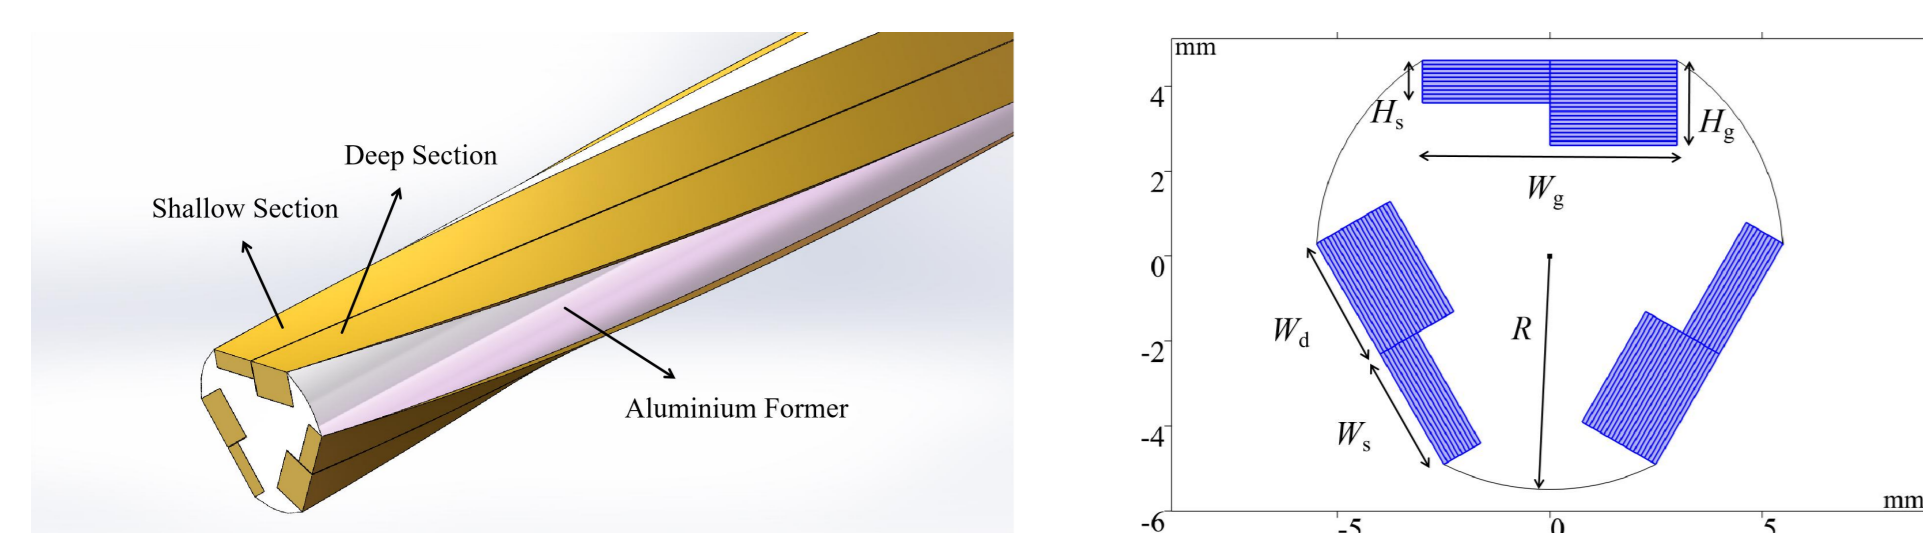 Deep Section
Shallow Section
Aluminium Former
mm
4
2
0
-2
-4
-6
-5
0
5
mm
Hs
Hg
Wg
Wd
Ws
R